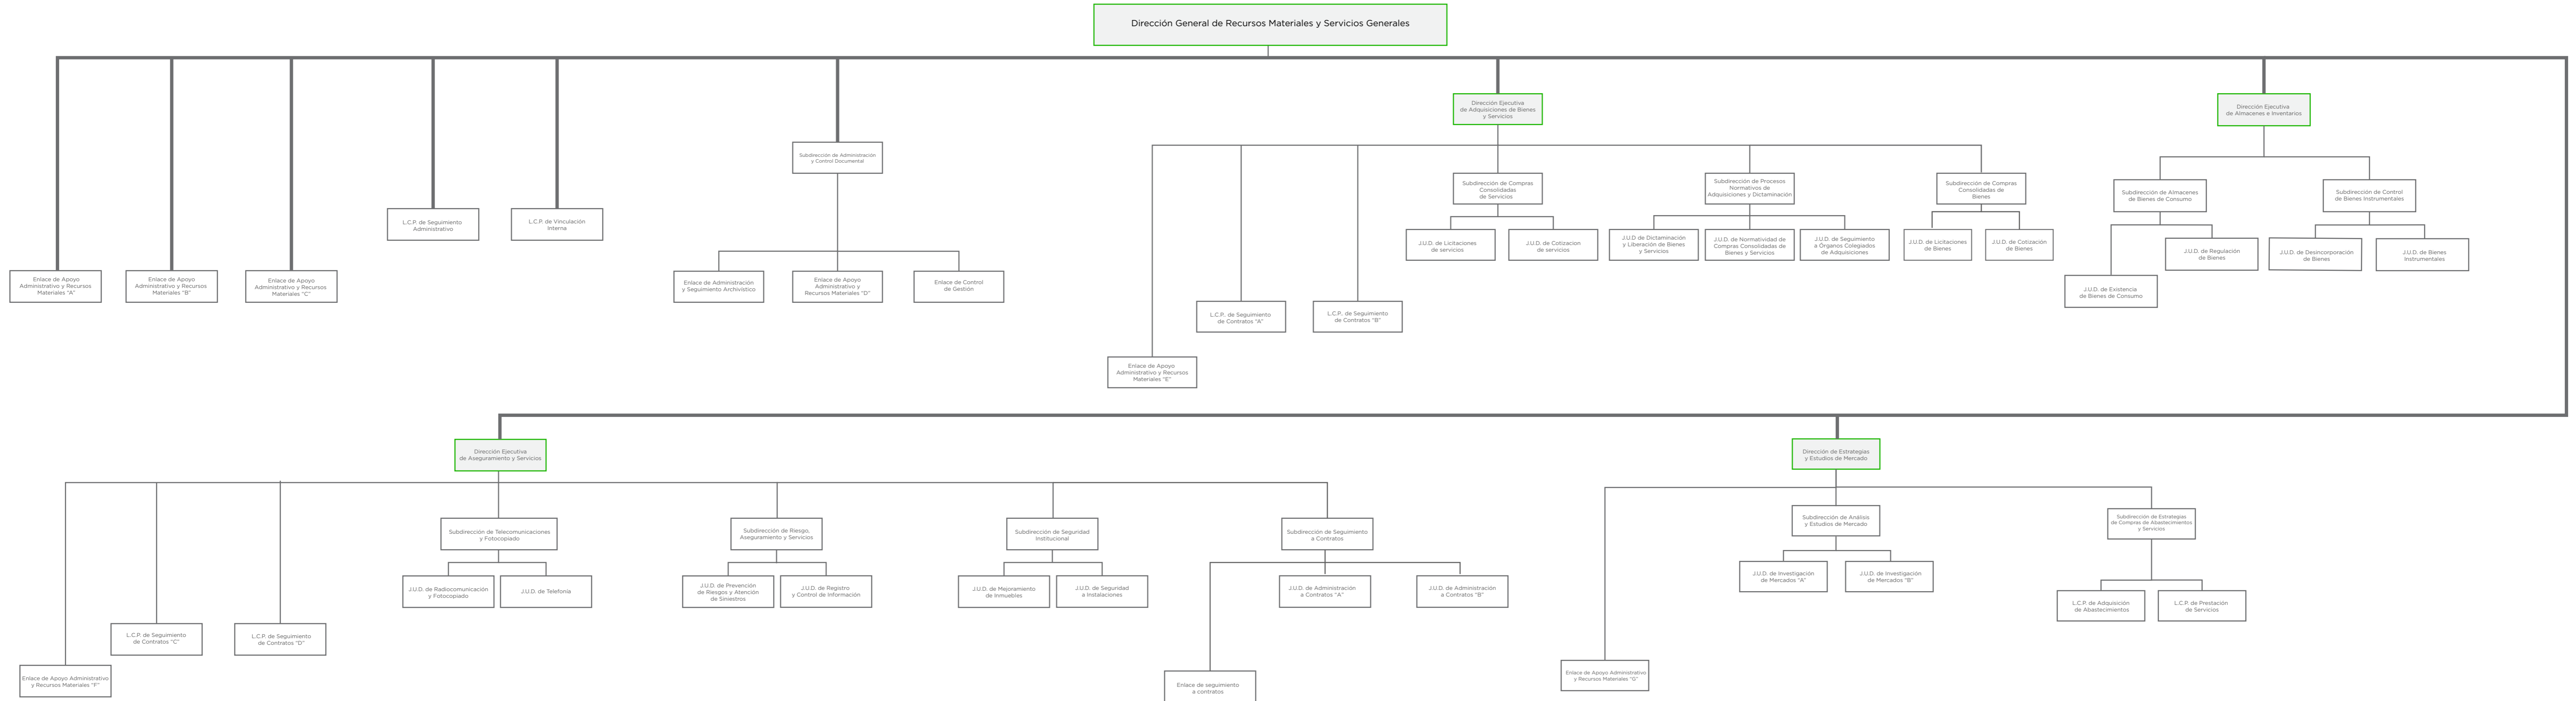 Dirección General de Recursos Materiales y Servicios Generales
Dirección Ejecutiva
de Adquisiciones de Bienes
y Servicios
Dirección Ejecutiva
de Almacenes e Inventarios
Subdirección de Administración
y Control Documental
Subdirección de Compras
Consolidadas
de Servicios
Subdirección de Procesos
Normativos de
Adquisiciones y Dictaminación
Subdirección de Compras
Consolidadas de
Bienes
Subdirección de Almacenes
de Bienes de Consumo
Subdirección de Control
de Bienes Instrumentales
L.C.P. de Seguimiento
Administrativo
L.C.P. de Vinculación
Interna
J.U.D. de Licitaciones
de servicios
J.U.D. de Cotizacion
de servicios
J.U.D de Dictaminación
y Liberación de Bienes
y Servicios
J.U.D. de Normatividad de
Compras Consolidadas de
Bienes y Servicios
J.U.D. de Seguimiento
a Órganos Colegiados
de Adquisiciones
J.U.D. de Licitaciones
de Bienes
J.U.D. de Cotización
de Bienes
J.U.D. de Regulación
de Bienes
J.U.D. de Desincorporación
de Bienes
J.U.D. de Bienes
Instrumentales
Enlace de Apoyo
Administrativo y Recursos
Materiales "A"
Enlace de Apoyo
Administrativo y Recursos
Materiales "B"
Enlace de Apoyo
Administrativo y Recursos
Materiales "C"
Enlace de Administración
y Seguimiento Archivístico
Enlace de Apoyo
Administrativo y
Recursos Materiales "D"
Enlace de Control
de Gestión
J.U.D. de Existencia
de Bienes de Consumo
L.C.P.. de Seguimiento
de Contratos "A"
L.C.P.. de Seguimiento
de Contratos "B"
Enlace de Apoyo
Administrativo y Recursos
Materiales "E"
Dirección Ejecutiva
de Aseguramiento y Servicios
Dirección de Estrategias
y Estudios de Mercado
Subdirección de Telecomunicaciones
y Fotocopiado
Subdirección de Riesgo,
Aseguramiento y Servicios
Subdirección de Seguridad
Institucional
Subdirección de Seguimiento
a Contratos
Subdirección de Análisis
y Estudios de Mercado
Subdirección de Estrategias
de Compras de Abastecimientos
y Servicios
J.U.D. de Radiocomunicación
y Fotocopiado
J.U.D. de Telefonía
J.U.D. de Prevención
de Riesgos y Atención
de Siniestros
J.U.D. de Registro
y Control de Información
J.U.D. de Mejoramiento
de Inmuebles
J.U.D. de Seguridad
a Instalaciones
J.U.D. de Administración
a Contratos "A"
J.U.D. de Administración
a Contratos "B"
J.U.D. de Investigación
de Mercados "A"
J.U.D. de Investigación
de Mercados "B"
L.C.P. de Adquisición
de Abastecimientos
L.C.P. de Prestación
de Servicios
L.C.P. de Seguimiento
de Contratos "C"
L.C.P. de Seguimiento
de Contratos "D"
Enlace de Apoyo Administrativo
y Recursos Materiales "F"
Enlace de seguimiento
a contratos
Enlace de Apoyo Administrativo
y Recursos Materiales "G"